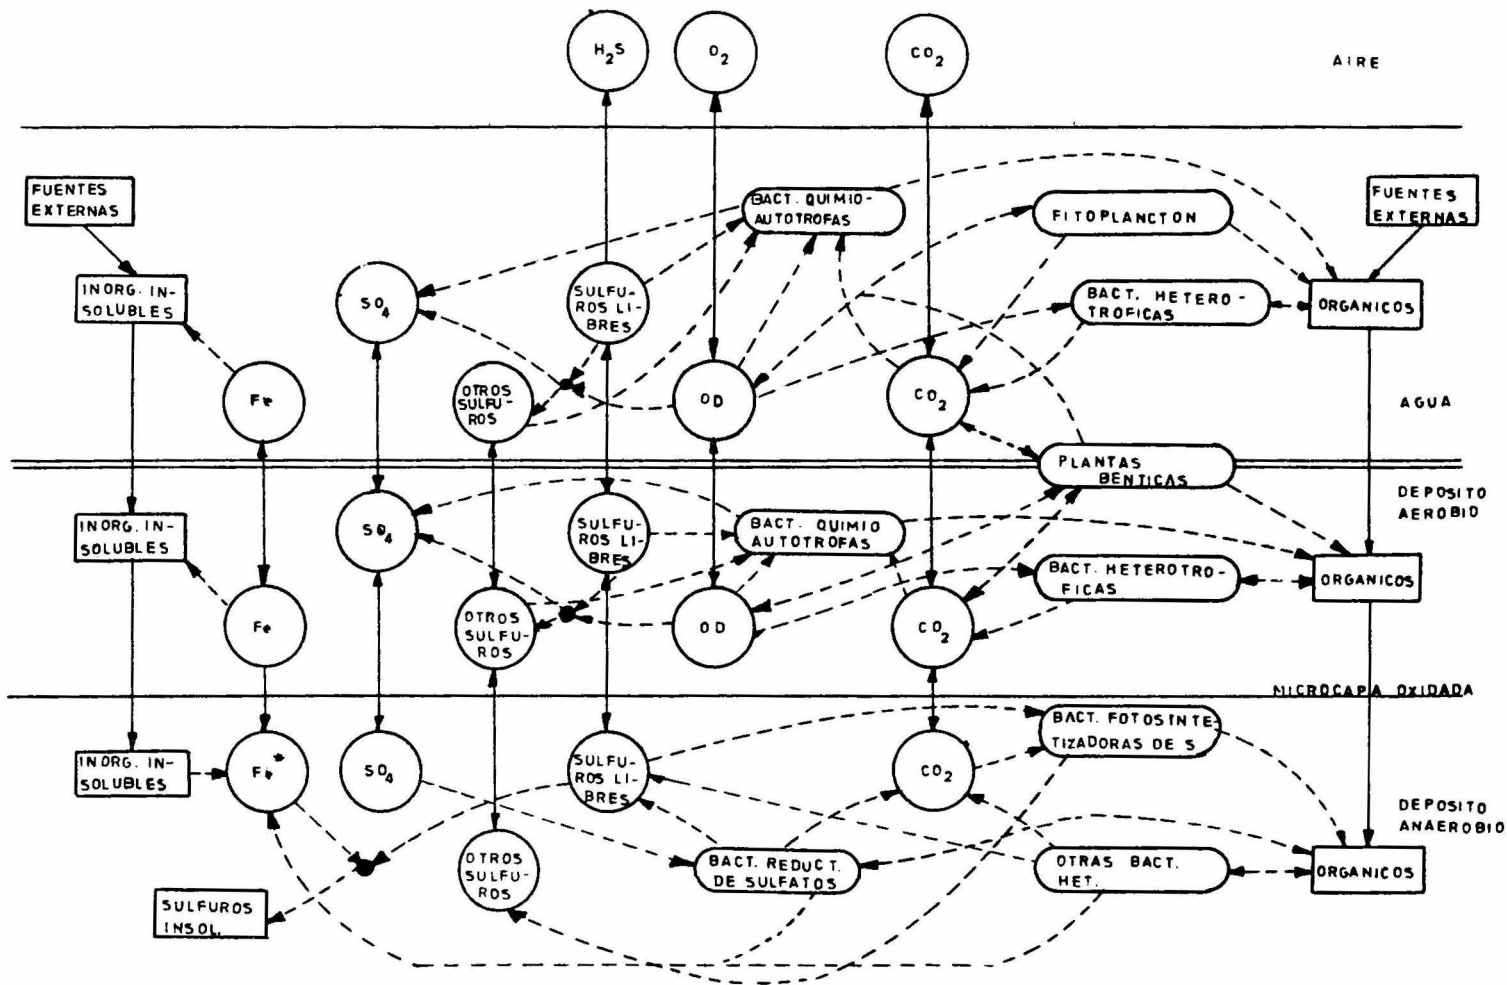 H2S
O2
CO2
AIRE
FUENTES
EXTERNAS
BACT. QUIMIO-
AUTOTROFAS
FITOPLANCTON
FUENTES
EXTERNAS
INORG. IN-
SOLUBLES
SO4
SULFU-
ROS LI-
BRES
BACT. HETERO-
TROFICAS
ORGANICOS
Fe
OTROS
SULFU-
ROS
OD
CO2
AGUA
PLANTAS
BENTICAS
DEPOSITO
AEROBIO
INORG. IN-
SOLUBLES
SO4
SULFU-
ROS LI-
BRES
BACT. QUIMIO
AUTOTROFAS
BACT. HETEROTRO-
FICAS
ORGANICOS
Fe
OTROS
SULFU-
ROS
OD
CO2
MICROCAPA OXIDADA
BACT. FOTOSINTE-
TIZADORAS DE S
INORG. IN-
SOLUBLES
Fe*
SO4
SULFU-
ROS LI-
BRES
CO2
DEPOSITO
ANAEROBIO
OTROS
SULFU-
ROS
BACT. REDUCT.
DE SULFATOS
OTRAS BACT.
HET.
ORGANICOS
SULFUROS
INSOL.